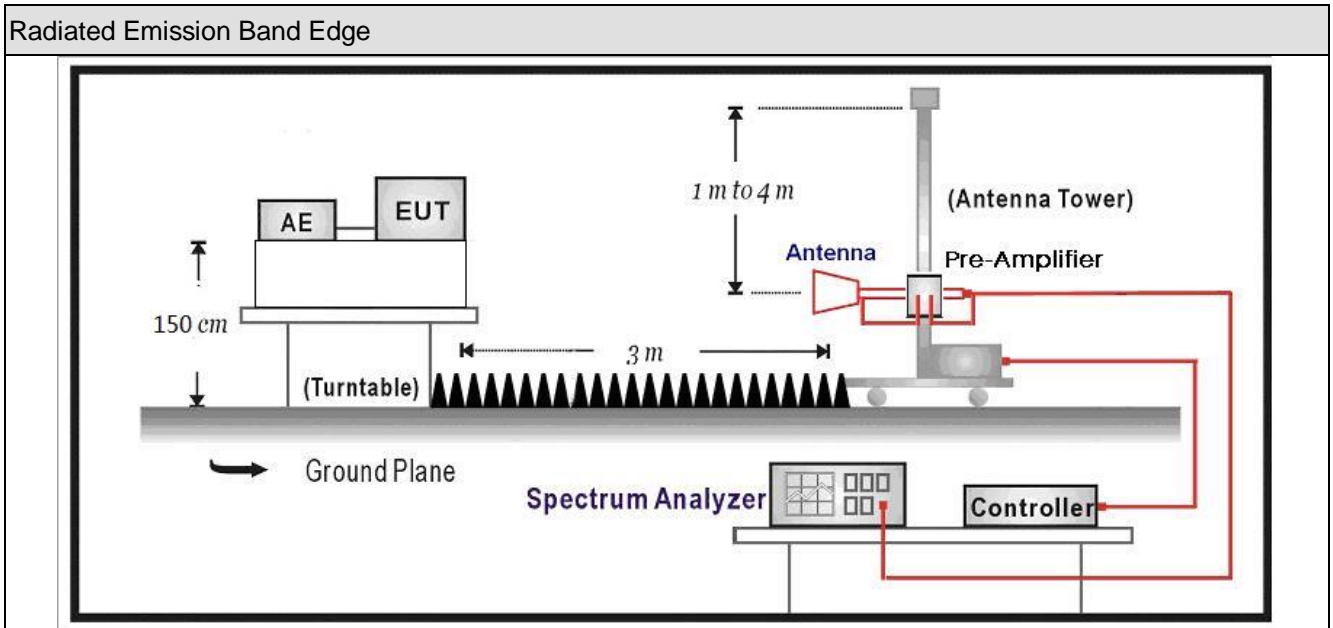 Radiated Emission Band Edge
1 m to 4 m
(Antenna Tower)
AE
EUT
Antenna
Pre-Amplifier
150 cm
3 m
(Turntable)
Ground Plane
Spectrum Analyzer
Controller